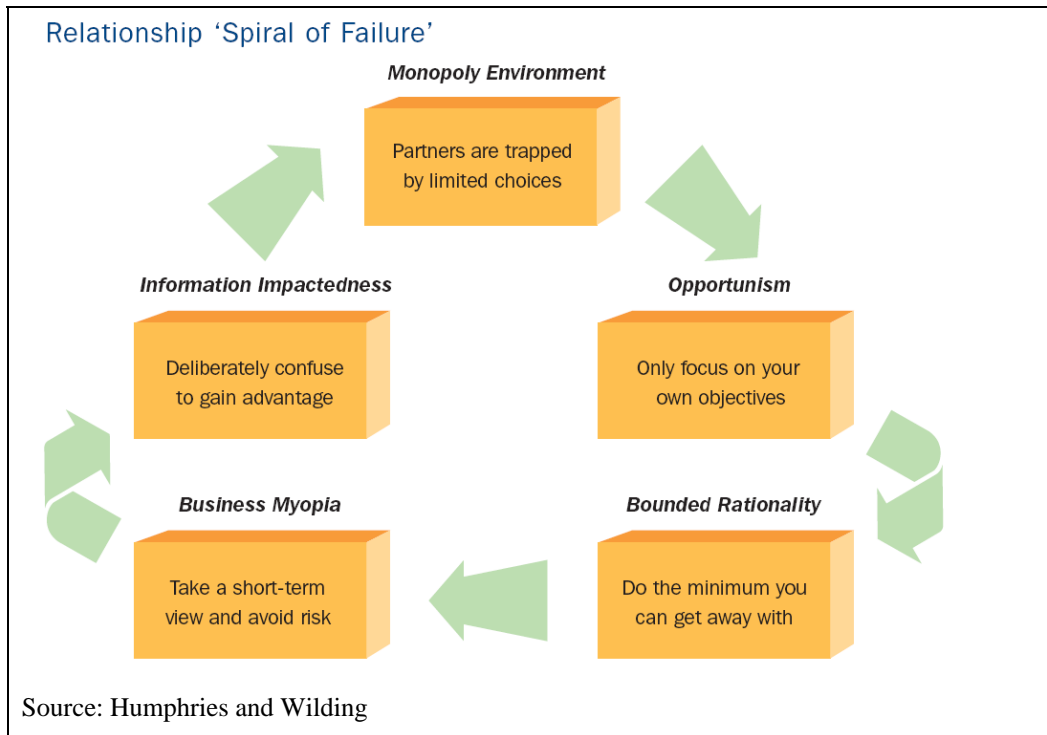 Relationship ‘Spiral of Failure’
Monopoly Environment
Partners are trapped
by limited choices
Opportunism
Only focus on your
own objectives
Bounded Rationality
Do the minimum you
can get away with
Business Myopia
Take a short-term
view and avoid risk
Information Impactedness
Deliberately confuse
to gain advantage
Source: Humphries and Wilding